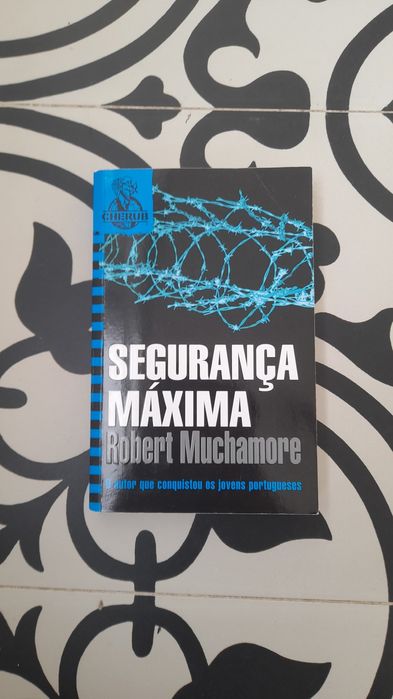 CHERUB
SEGURANÇA
MÁXIMA
Robert Muchamore
O autor que conquistou os jovens portugueses